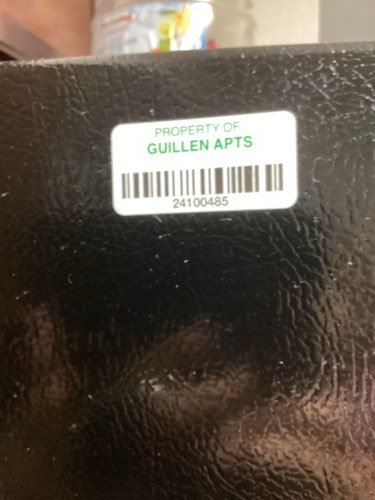 PROPERTY OF
GUILLEN APTS
24100485